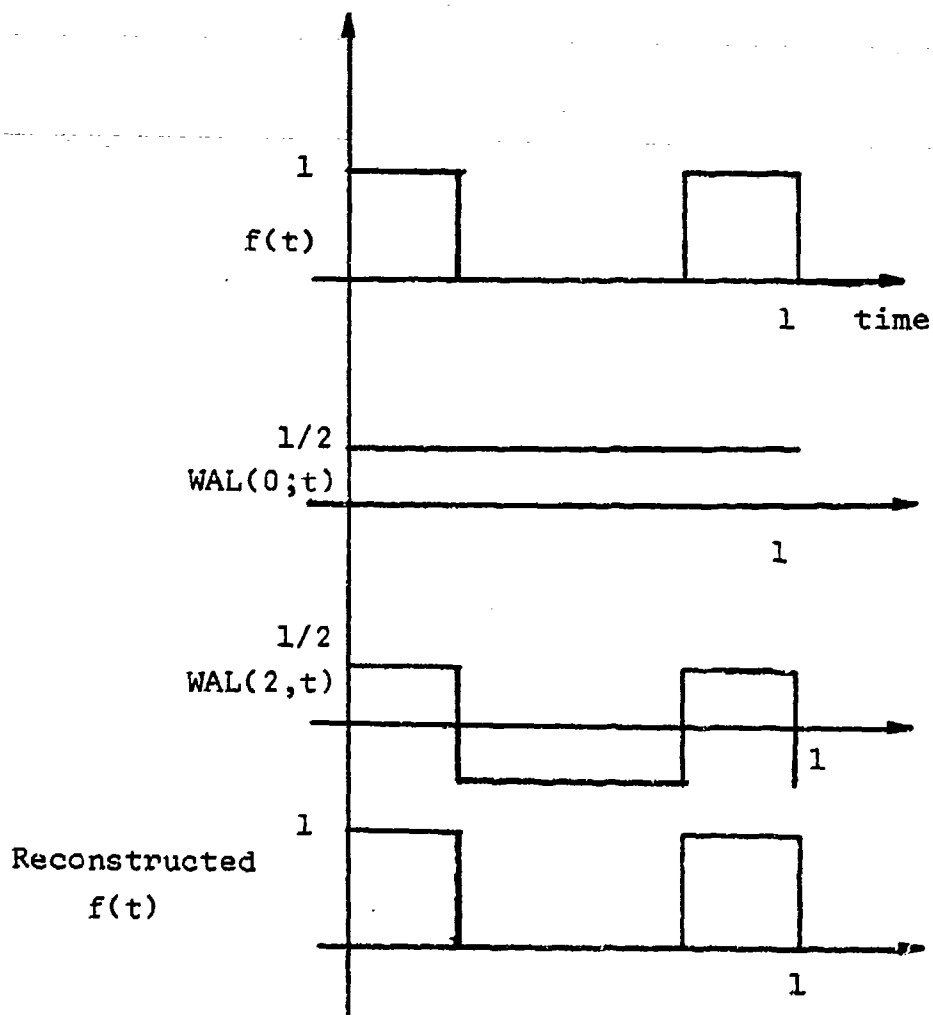 1
f(t)
1 time
1/2
WAL(0;t)
1
1/2
WAL(2,t)
1
1
Reconstructed
f(t)
1